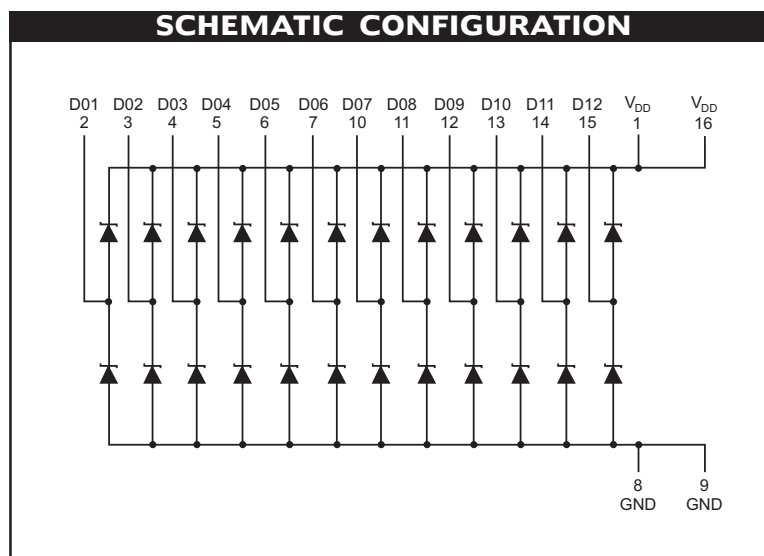 SCHEMATIC CONFIGURATION
D01 D02 D03 D04 D05 D06 D07 D08 D09 D10 D11 D12 VDD VDD
2 3 4 5 6 7 10 11 12 13 14 15 1 16
8 9
GND GND